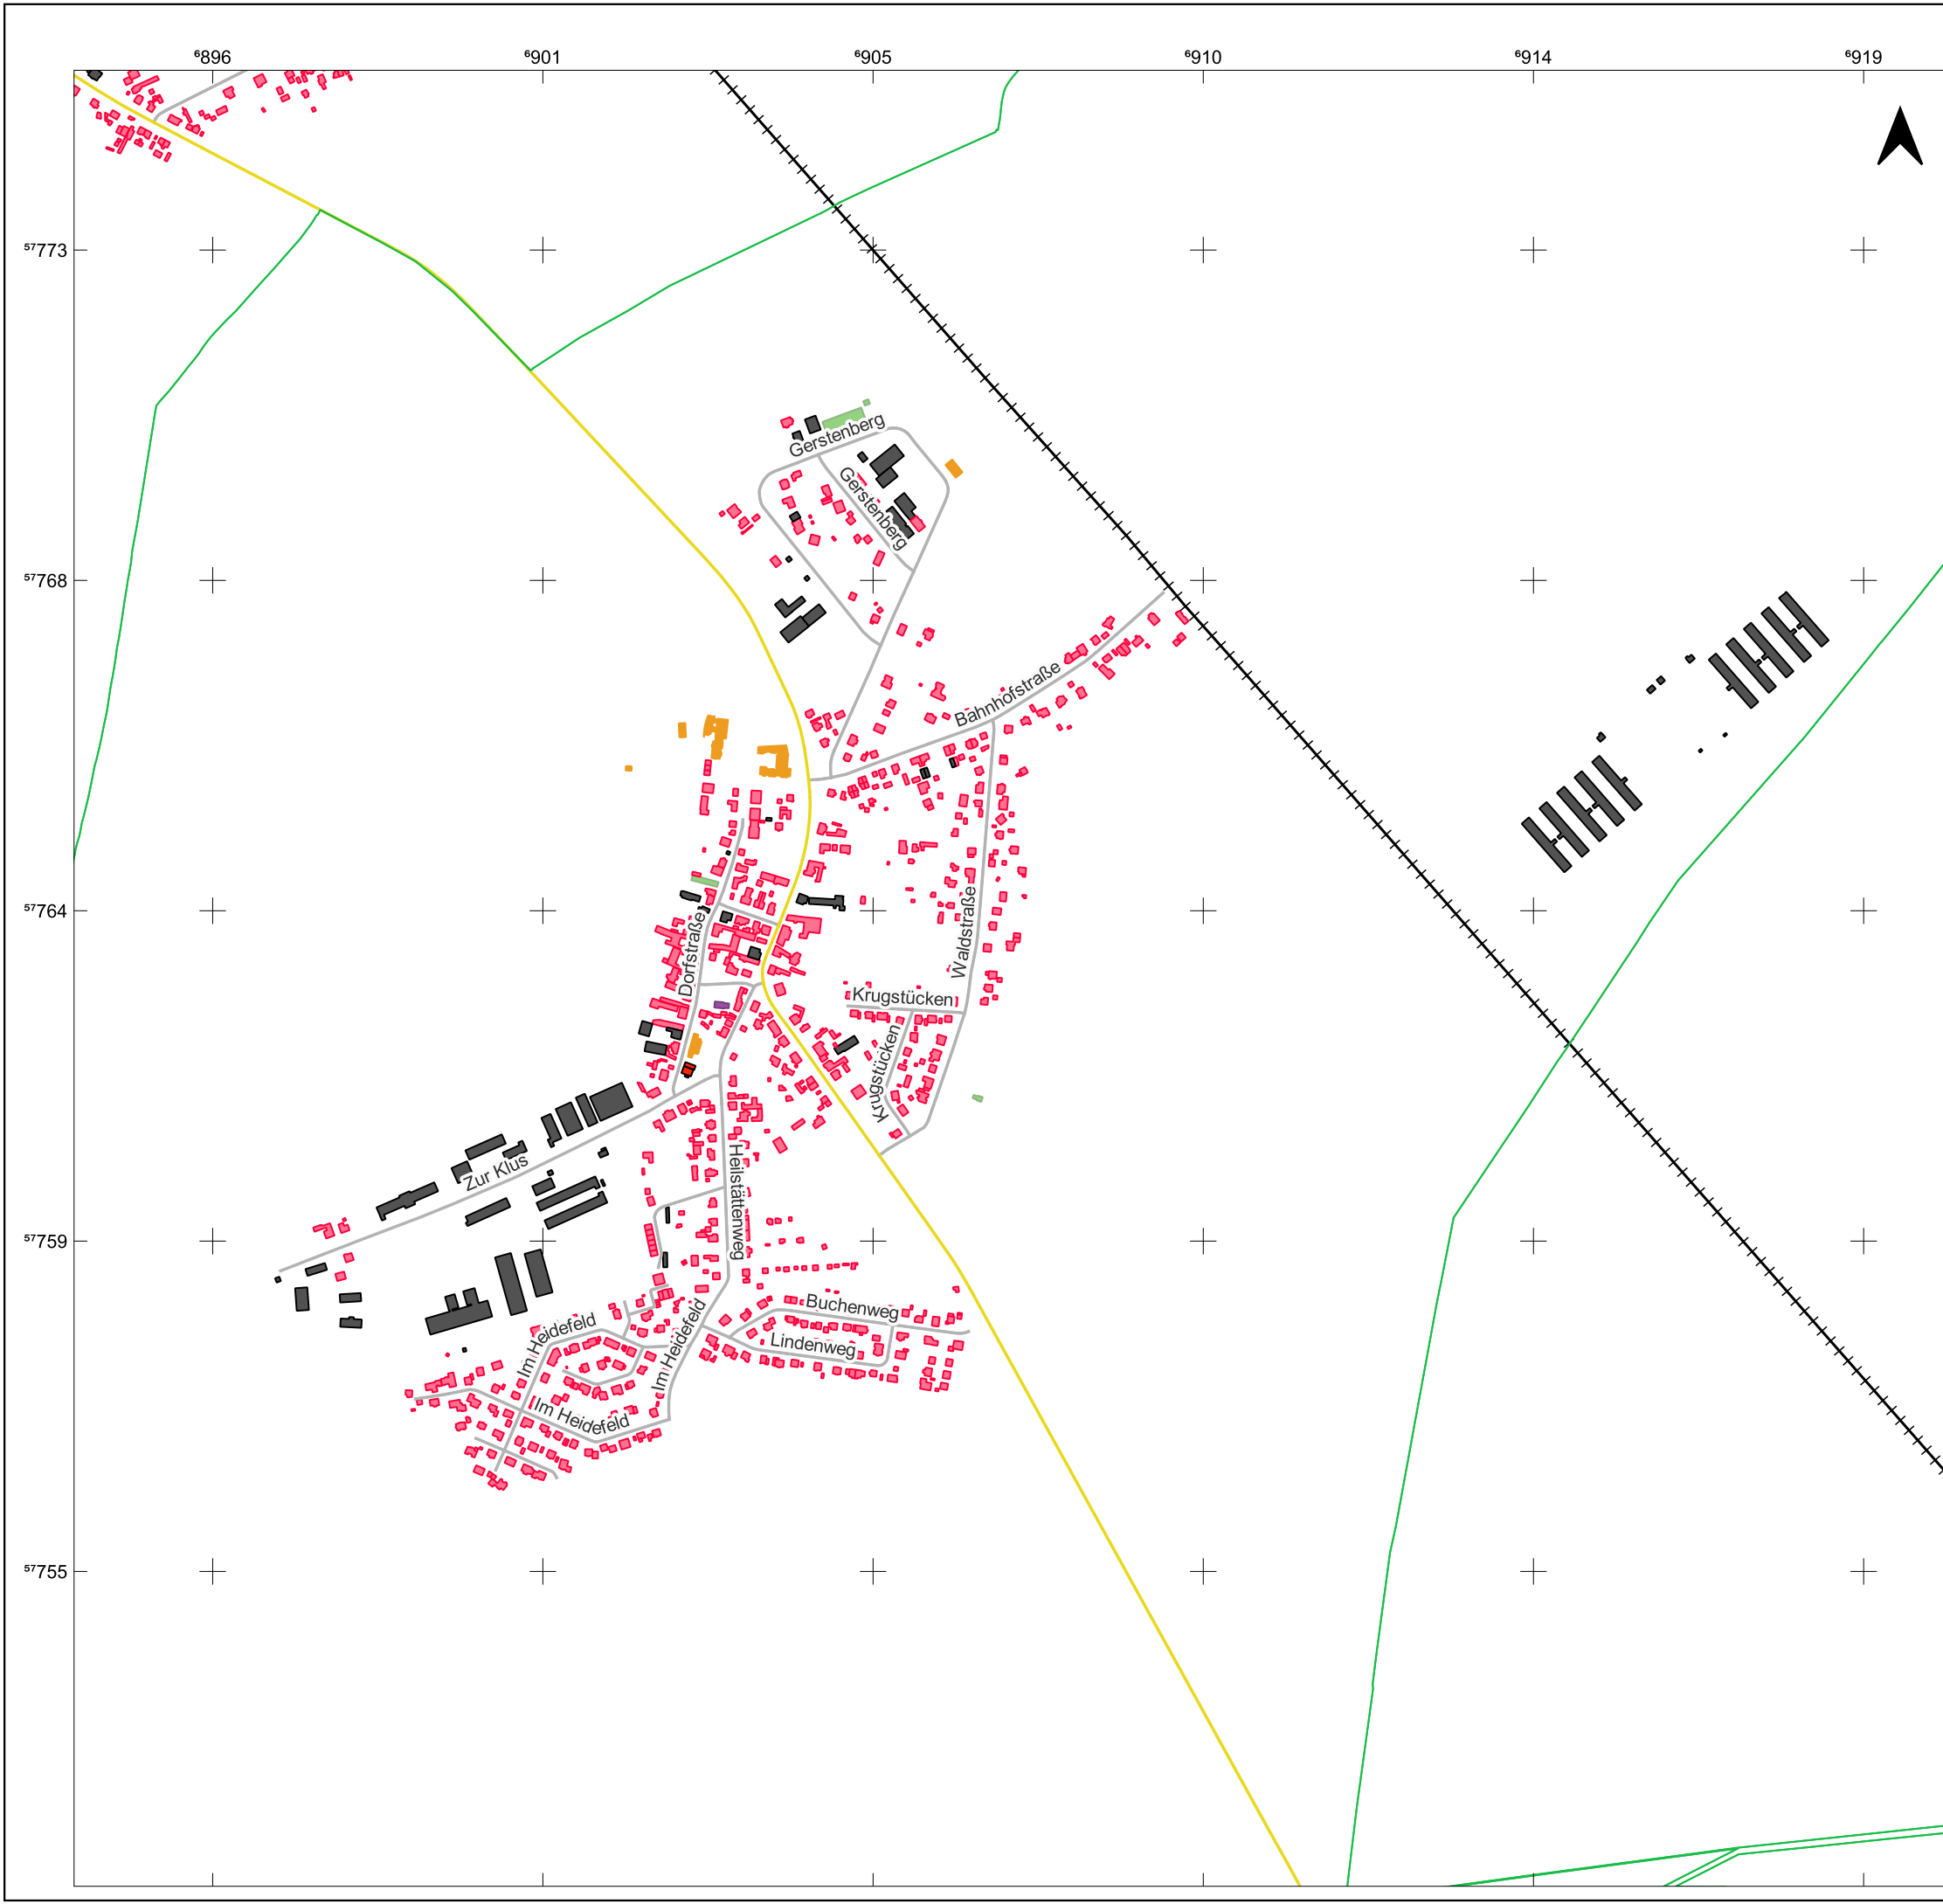 ⁶896 ⁶901 ⁶905 ⁶910 ⁶914 ⁶919
⁵⁷773
Gerstenberg
Gerstenberg
⁵⁷768
Bahnhofstraße
⁵⁷764
Dorfstraße
Waldstraße
Krugstücken
Krugstücken
Zur Klus
Heilstättenweg
⁵⁷759
Buchenweg
Im Heidefeld
Im Heidefeld
Lindenweg
Im Heidefeld
⁵⁷755